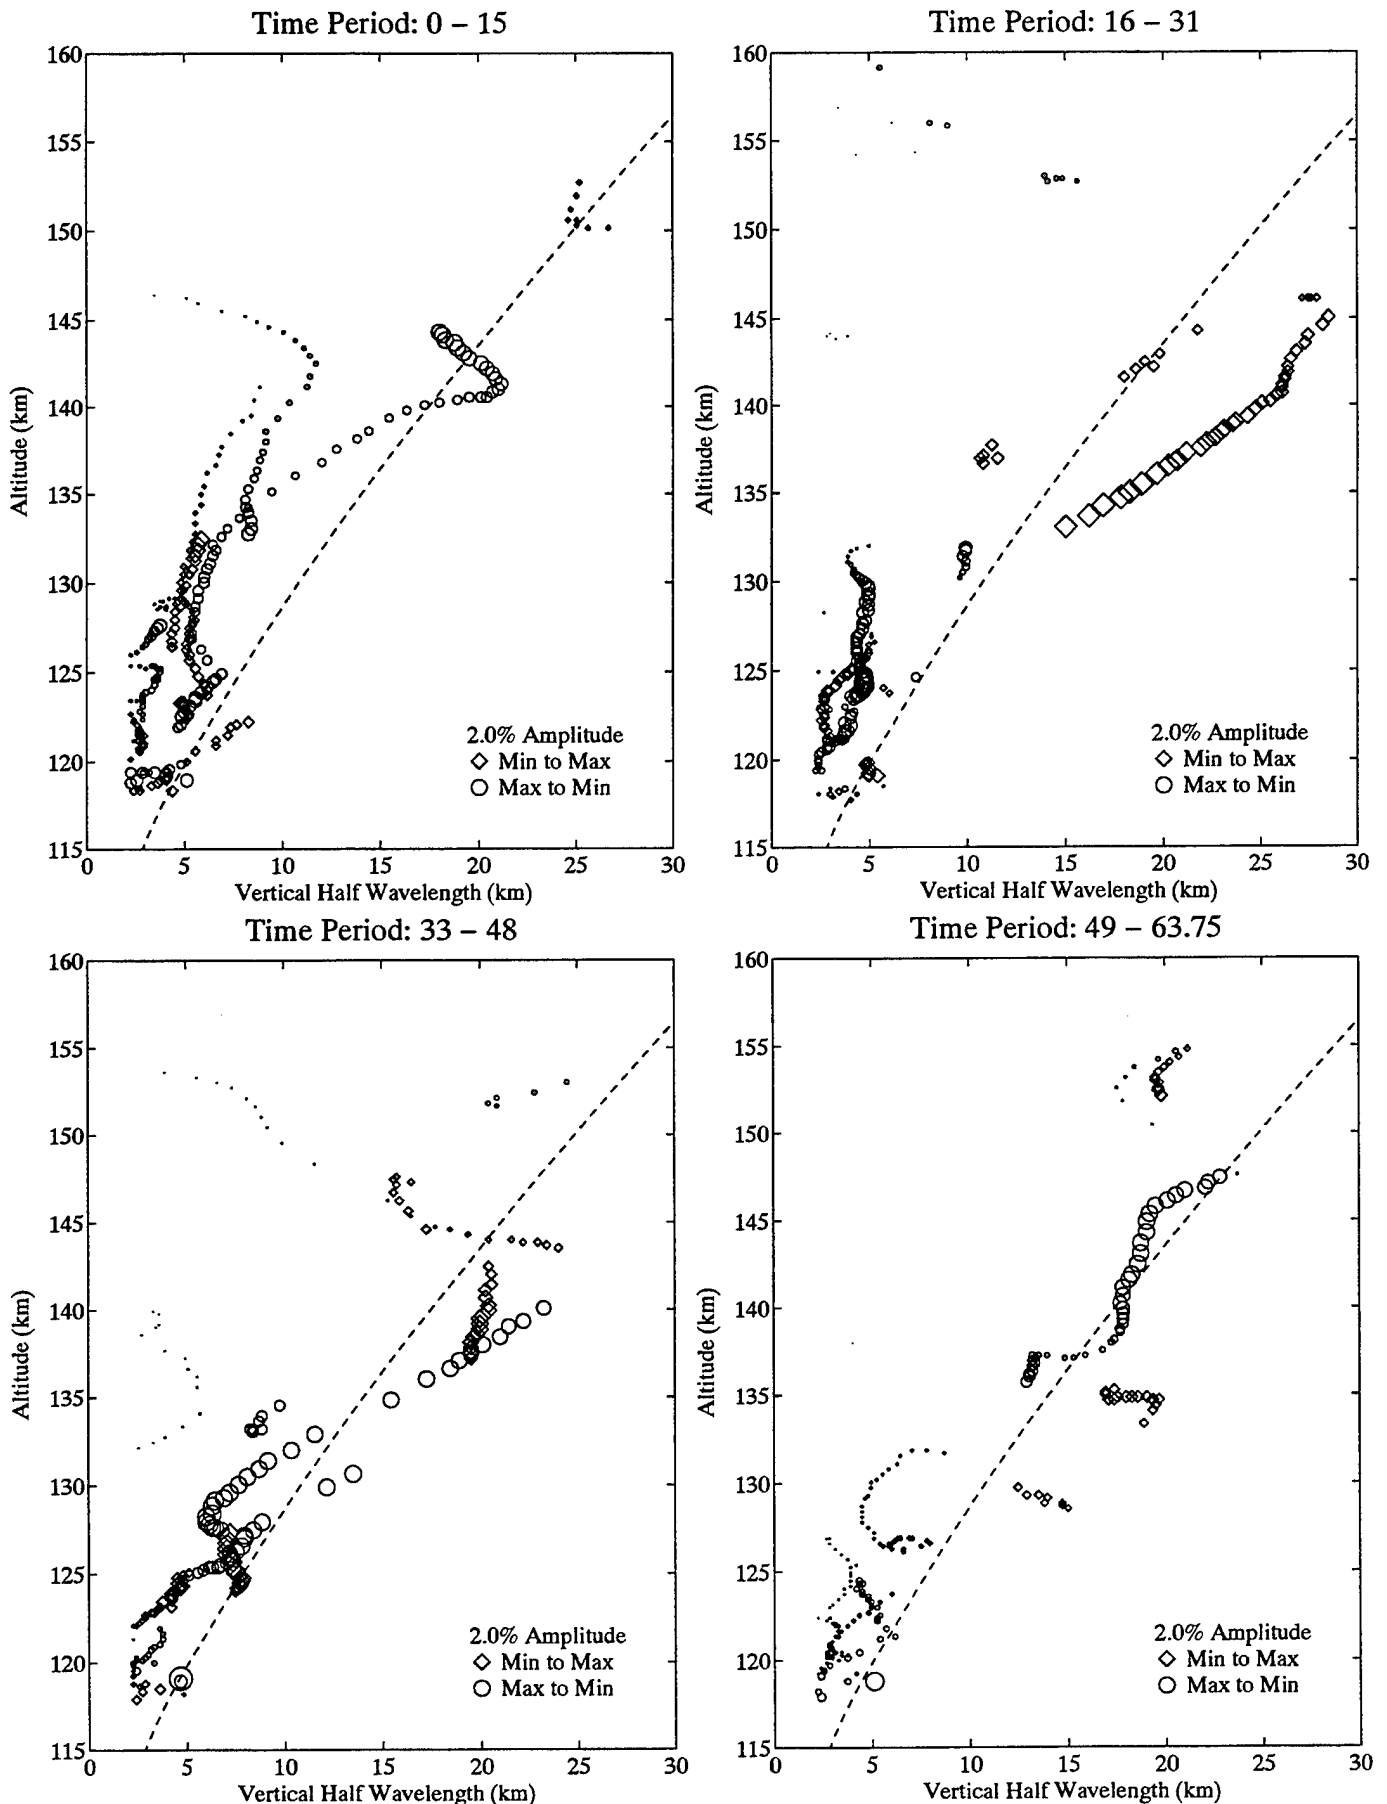 Time Period: 0 – 15
160
155
150
145
140
135
130
125
120
115
Altitude (km)
2.0% Amplitude
Min to Max
Max to Min
0 5 10 15 20 25 30
Vertical Half Wavelength (km)
Time Period: 16 – 31
160
155
150
145
140
135
130
125
120
115
Altitude (km)
2.0% Amplitude
Min to Max
Max to Min
0 5 10 15 20 25 30
Vertical Half Wavelength (km)
Time Period: 33 – 48
160
155
150
145
140
135
130
125
120
115
Altitude (km)
2.0% Amplitude
Min to Max
Max to Min
0 5 10 15 20 25 30
Vertical Half Wavelength (km)
Time Period: 49 – 63.75
160
155
150
145
140
135
130
125
120
115
Altitude (km)
2.0% Amplitude
Min to Max
Max to Min
0 5 10 15 20 25 30
Vertical Half Wavelength (km)